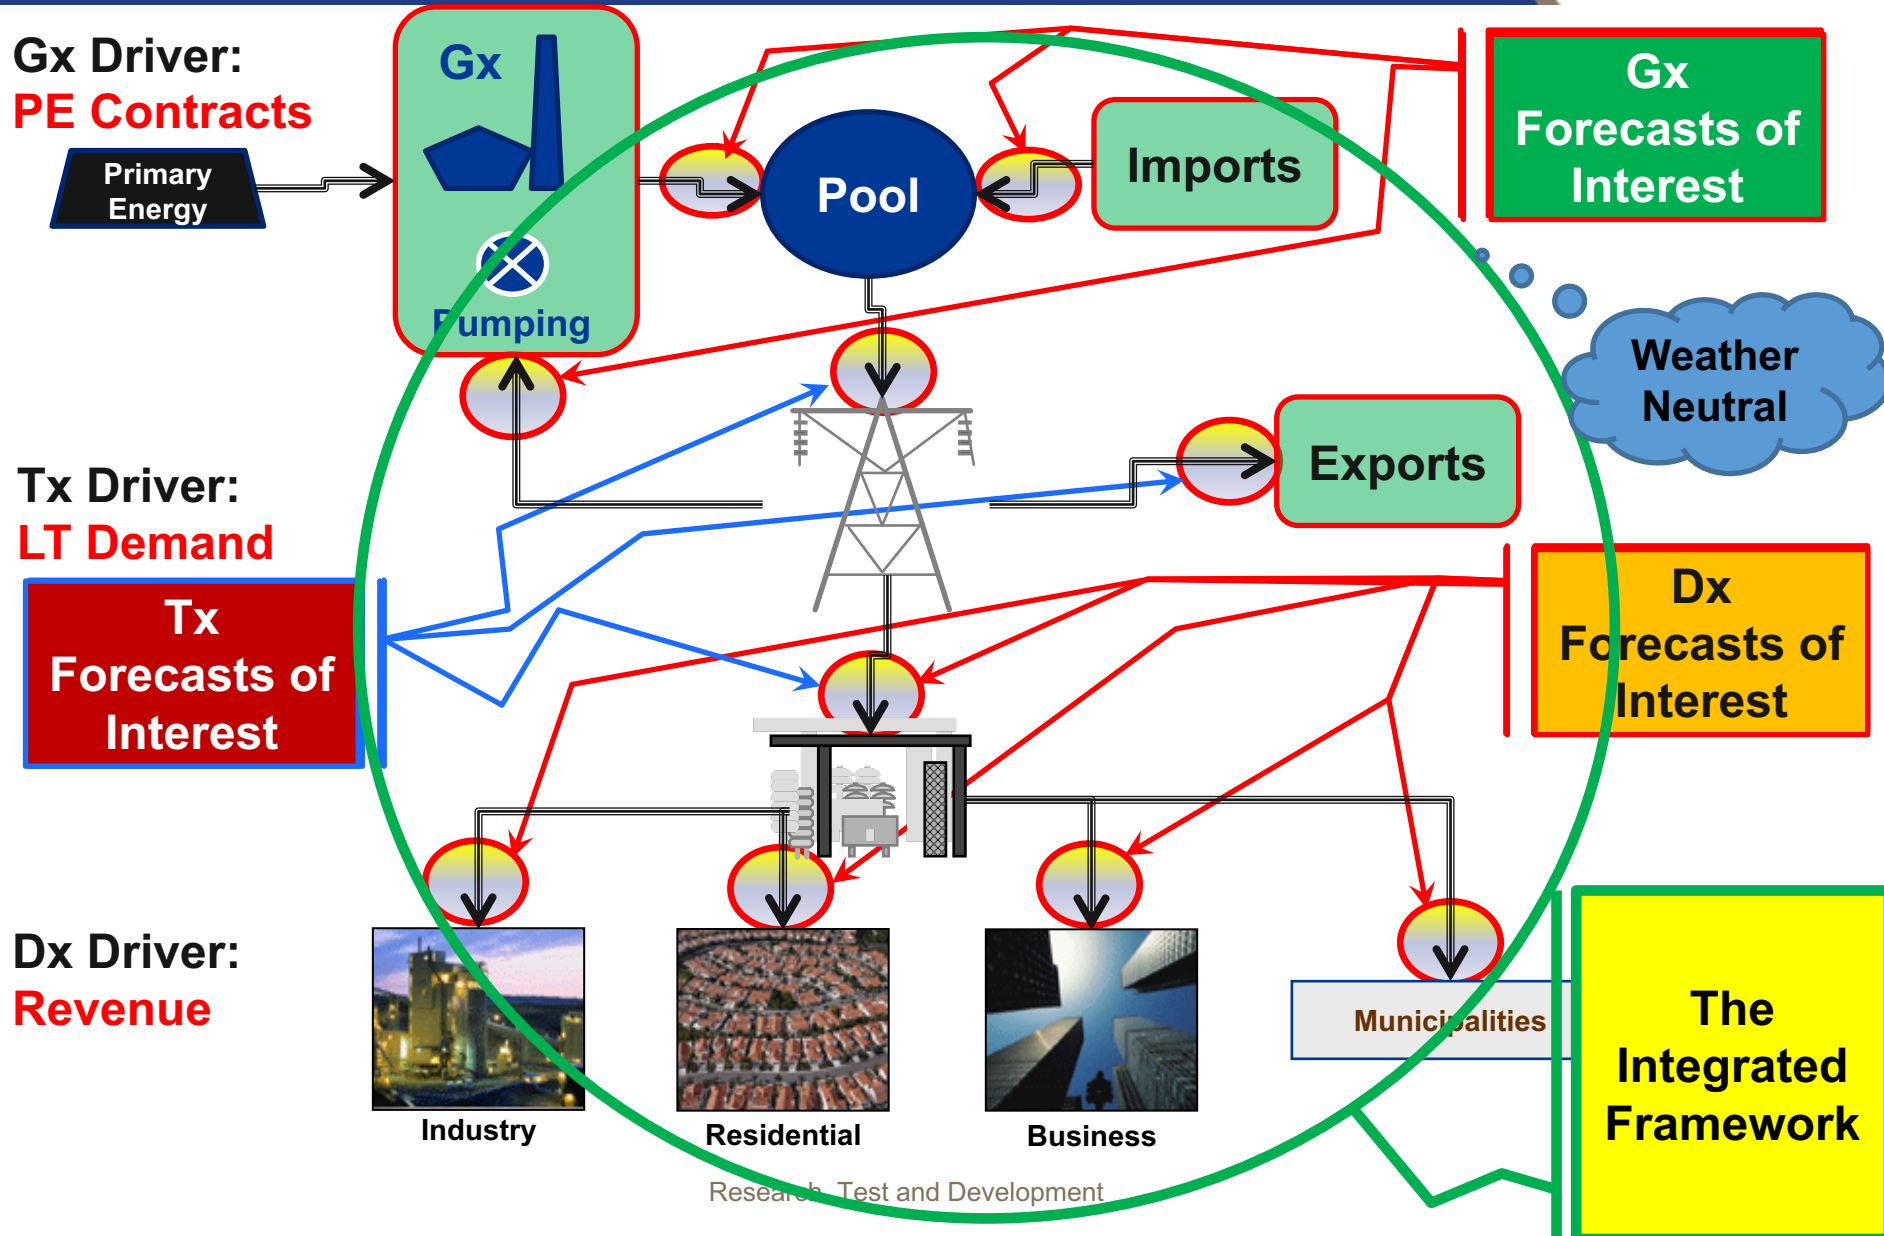 Gx Driver:
PE Contracts
Primary
Energy
Gx
Pumping
Pool
Imports
Gx
Forecasts of
Interest
Weather
Neutral
Exports
Tx Driver:
LT Demand
Tx
Forecasts of
Interest
Dx
Forecasts of
Interest
Dx Driver:
Revenue
Industry
Residential
Business
Municipalities
The
Integrated
Framework
Research, Test and Development